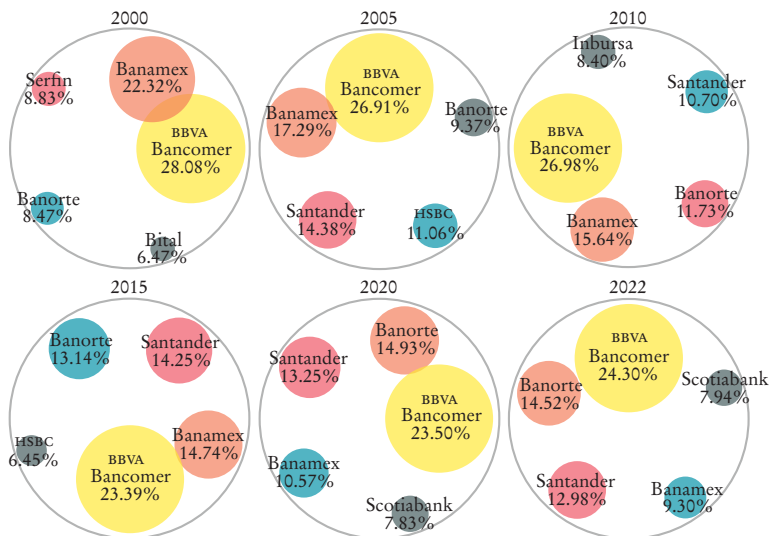 2000
Serfin
8.83%
Banamex
22.32%
BBVA
Bancomer
28.08%
Banorte
8.47%
Bital
6.47%
2005
BBVA
Bancomer
26.91%
Banamex
17.29%
Banorte
9.37%
Santander
14.38%
HSBC
11.06%
2010
Inbursa
8.40%
Santander
10.70%
BBVA
Bancomer
26.98%
Banorte
11.73%
Banamex
15.64%
2015
Banorte
13.14%
Santander
14.25%
HSBC
6.45%
BBVA
Bancomer
23.39%
Banamex
14.74%
2020
Banorte
14.93%
Santander
13.25%
BBVA
Bancomer
23.50%
Banamex
10.57%
Scotiabank
7.83%
2022
BBVA
Bancomer
24.30%
Scotiabank
7.94%
Banorte
14.52%
Santander
12.98%
Banamex
9.30%